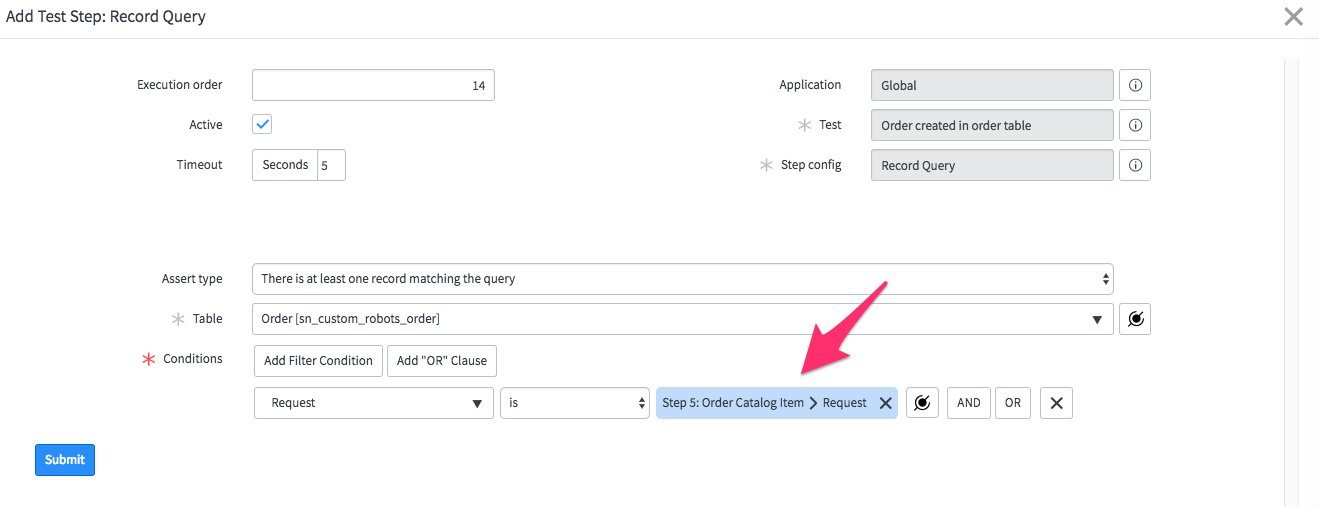 Add Test Step: Record Query
Execution order 14 Application Global
Active Test Order created in order table
Timeout Seconds 5 Step config Record Query
Assert type There is at least one record matching the query
Table Order [sn_custom_robots_order]
Conditions Add Filter Condition Add "OR" Clause
Request is Step 5: Order Catalog Item > Request AND OR
Submit